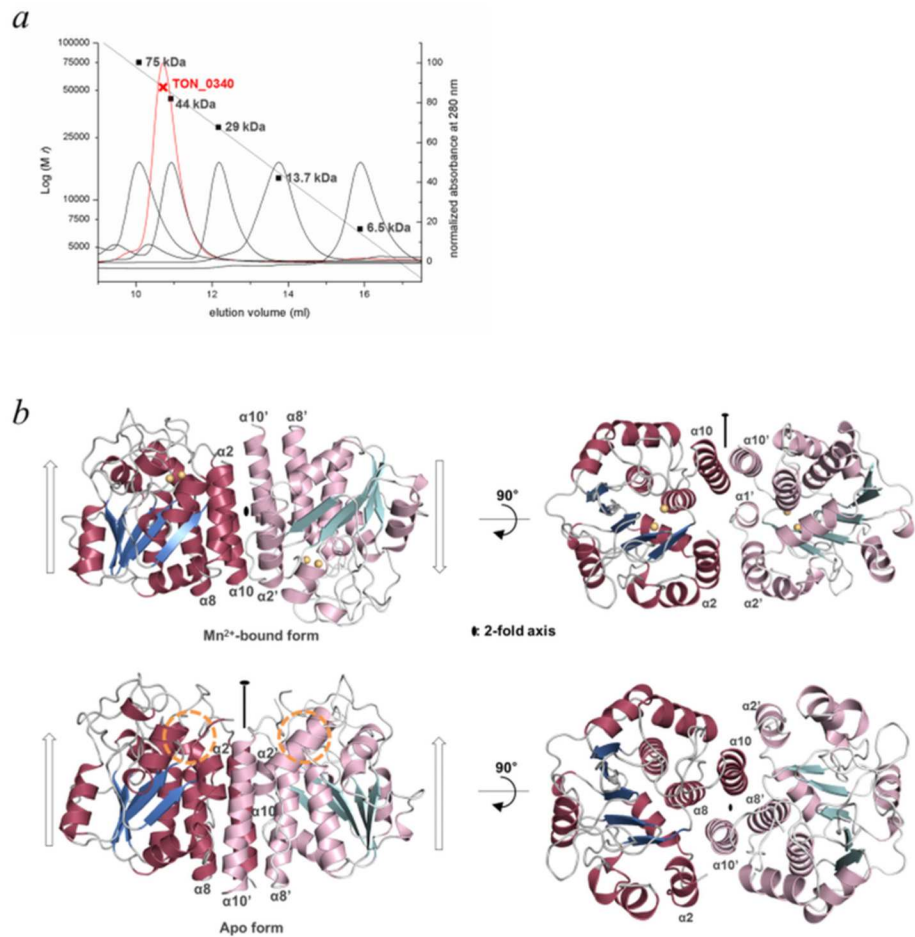 a
100000
75000
50000
25000
10000
7500
5000
Log (M r)
75 kDa
TON_0340
44 kDa
29 kDa
13.7 kDa
6.5 kDa
100
80
60
40
20
0
normalized absorbance at 280 nm
10 12 14 16
elution volume (ml)
b
α10' α8'
α2
α8 α10 α2'
Mn²⁺-bound form
90°
α10 α10'
α1'
α2 α2'
: 2-fold axis
α2' α2'
α10
α8 α10' α8'
Apo form
90°
α2'
α10
α8 α8'
α10'
α2